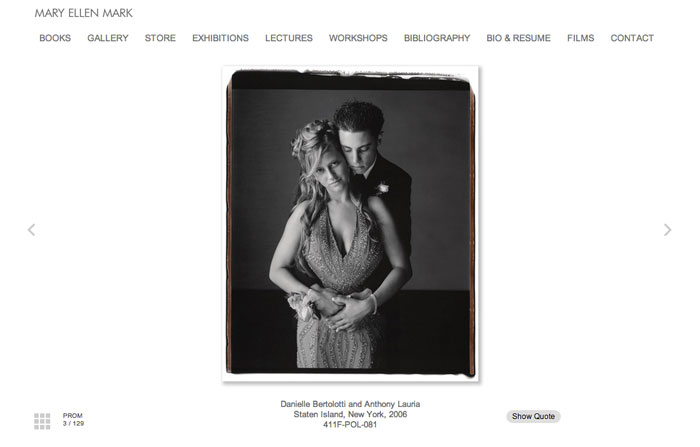 MARY ELLEN MARK
BOOKS GALLERY STORE EXHIBITIONS LECTURES WORKSHOPS BIBLIOGRAPHY BIO & RESUME FILMS CONTACT
Danielle Bertolotti and Anthony Lauria
Staten Island, New York, 2006
411F-POL-081
PROM
3 / 129
Show Quote